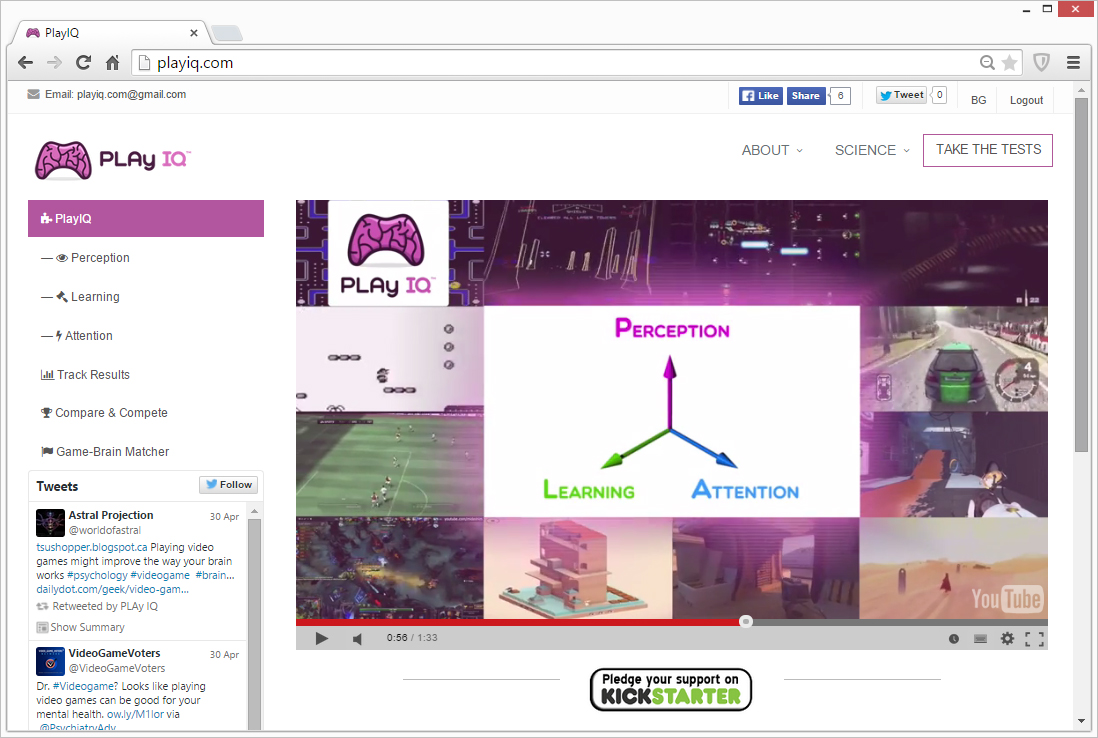 PlayIQ
playiq.com
Email: playiq.com@gmail.com
Like
Share
6
Tweet
0
BG
Logout
PLAy IQ™
ABOUT
SCIENCE
TAKE THE TESTS
PlayIQ
— Perception
— Learning
— Attention
Track Results
Compare & Compete
Game-Brain Matcher
Tweets
Follow
Astral Projection
30 Apr
@worldofastral
tsushopper.blogspot.ca Playing video
games might improve the way your brain
works #psychology #videogame #brain...
dailydot.com/geek/video-gam...
Retweeted by PLAy IQ
Show Summary
VideoGameVoters
30 Apr
@VideoGameVoters
Dr. #Videogame? Looks like playing
video games can be good for your
mental health. ow.ly/M1lor via
@PsychiatryAdv
PLAy IQ™
PERCEPTION
LEARNING
ATTENTION
4
YouTube
0:56 / 1:33
Pledge your support on
KICKSTARTER